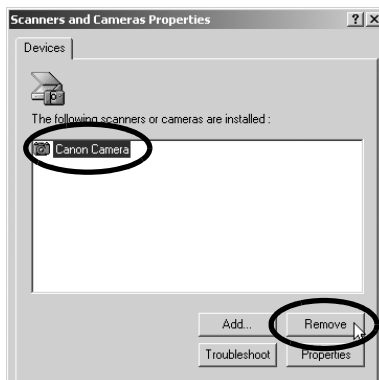 Scanners and Cameras Properties
Devices
The following scanners or cameras are installed :
Canon Camera
Add... Remove
Troubleshoot Properties